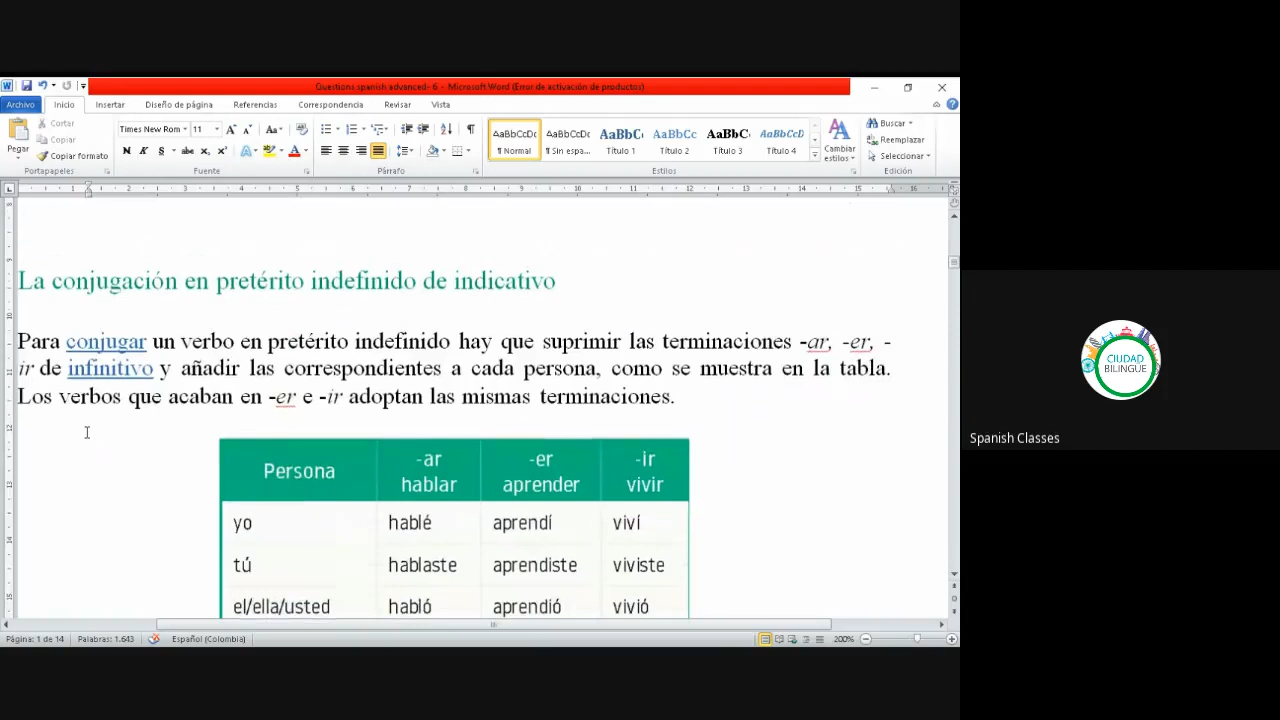 Questions spanish advanced- 6 - Microsoft Word (Error de activación de productos)
Archivo Inicio Insertar Diseño de página Referencias Correspondencia Revisar Vista
Pegar Cortar Copiar Copiar formato Portapapeles
Times New Rom 11 Fuente
Párrafo
AaBbCcDc ¶ Normal AaBbCcDc ¶ Sin espa... AaBbC Título 1 AaBbCc Título 2 AaBbCc Título 3 AaBbCcD Título 4 Cambiar estilos Estilos
Buscar Reemplazar Seleccionar Edición
La conjugación en pretérito indefinido de indicativo
Para conjugar un verbo en pretérito indefinido hay que suprimir las terminaciones -ar, -er, -
ir de infinitivo y añadir las correspondientes a cada persona, como se muestra en la tabla.
Los verbos que acaban en -er e -ir adoptan las mismas terminaciones.
Persona -ar hablar -er aprender -ir vivir
yo hablé aprendí viví
tú hablaste aprendiste viviste
el/ella/usted habló aprendió vivió
Página: 1 de 14 Palabras: 1.643 Español (Colombia) 200%
CIUDAD
BILINGÜE
Spanish Classes